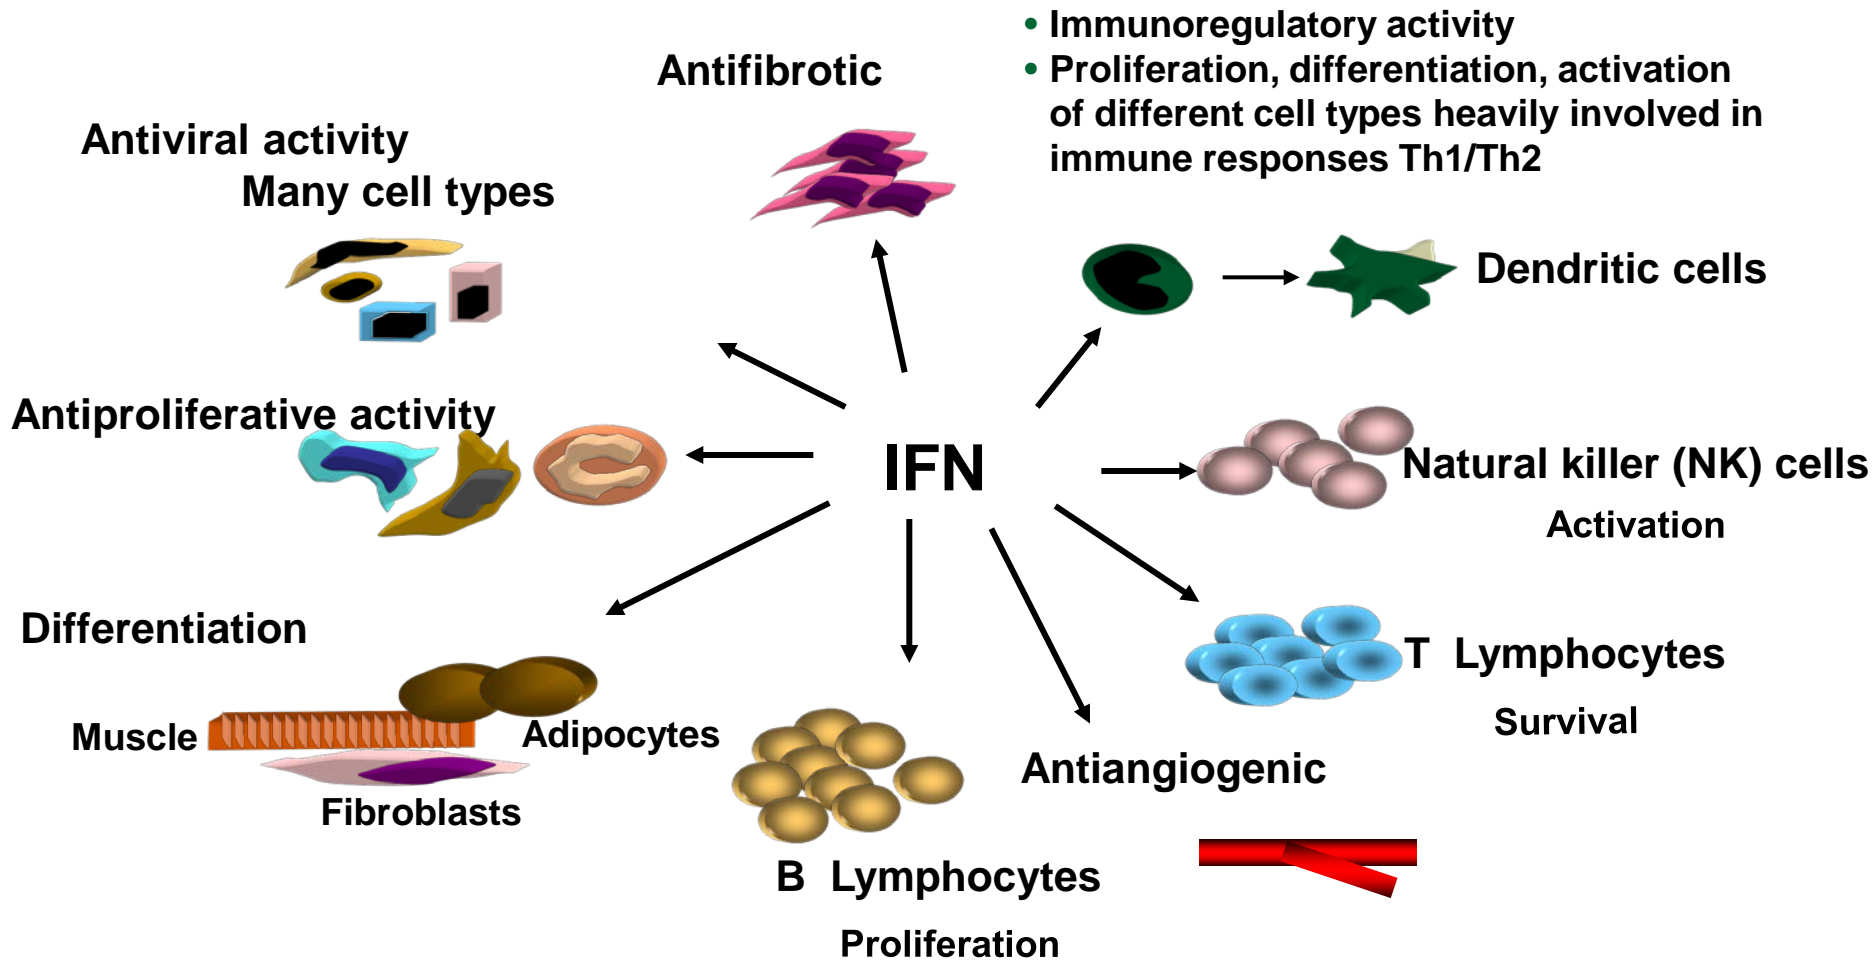 • Immunoregulatory activity
• Proliferation, differentiation, activation
of different cell types heavily involved in
immune responses Th1/Th2
Antifibrotic
Antiviral activity
Many cell types
Dendritic cells
Antiproliferative activity
IFN
Natural killer (NK) cells
Activation
Differentiation
Muscle
Adipocytes
Fibroblasts
T Lymphocytes
Survival
Antiangiogenic
B Lymphocytes
Proliferation